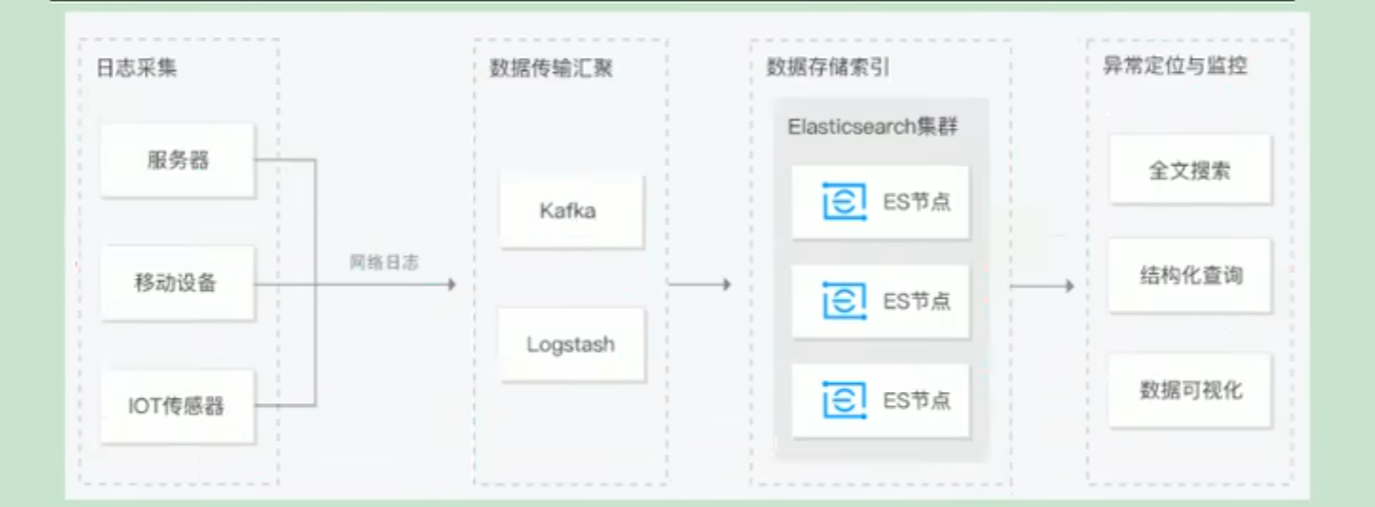 日志采集
服务器
移动设备
IOT传感器
网络日志
数据传输汇聚
Kafka
Logstash
数据存储索引
Elasticsearch集群
ES节点
ES节点
ES节点
异常定位与监控
全文搜索
结构化查询
数据可视化